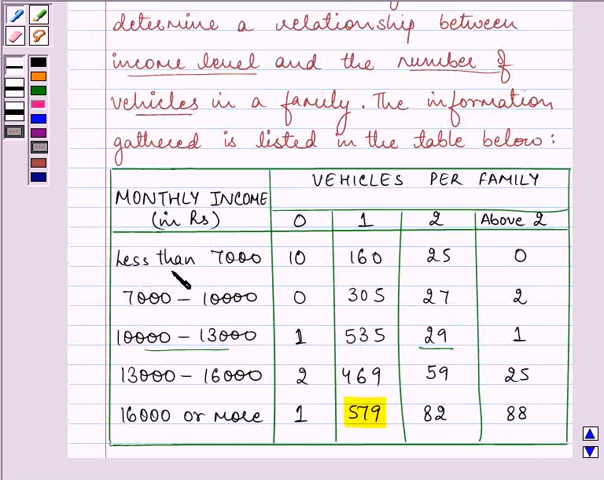 determine a relationship between
income level and the number of
vehicles in a family. The information
gathered is listed in the table below:
MONTHLY INCOME (in Rs) VEHICLES PER FAMILY
0 1 2 Above 2
Less than 7000 10 160 25 0
7000 - 10000 0 305 27 2
10000 - 13000 1 535 29 1
13000 - 16000 2 469 59 25
16000 or more 1 579 82 88